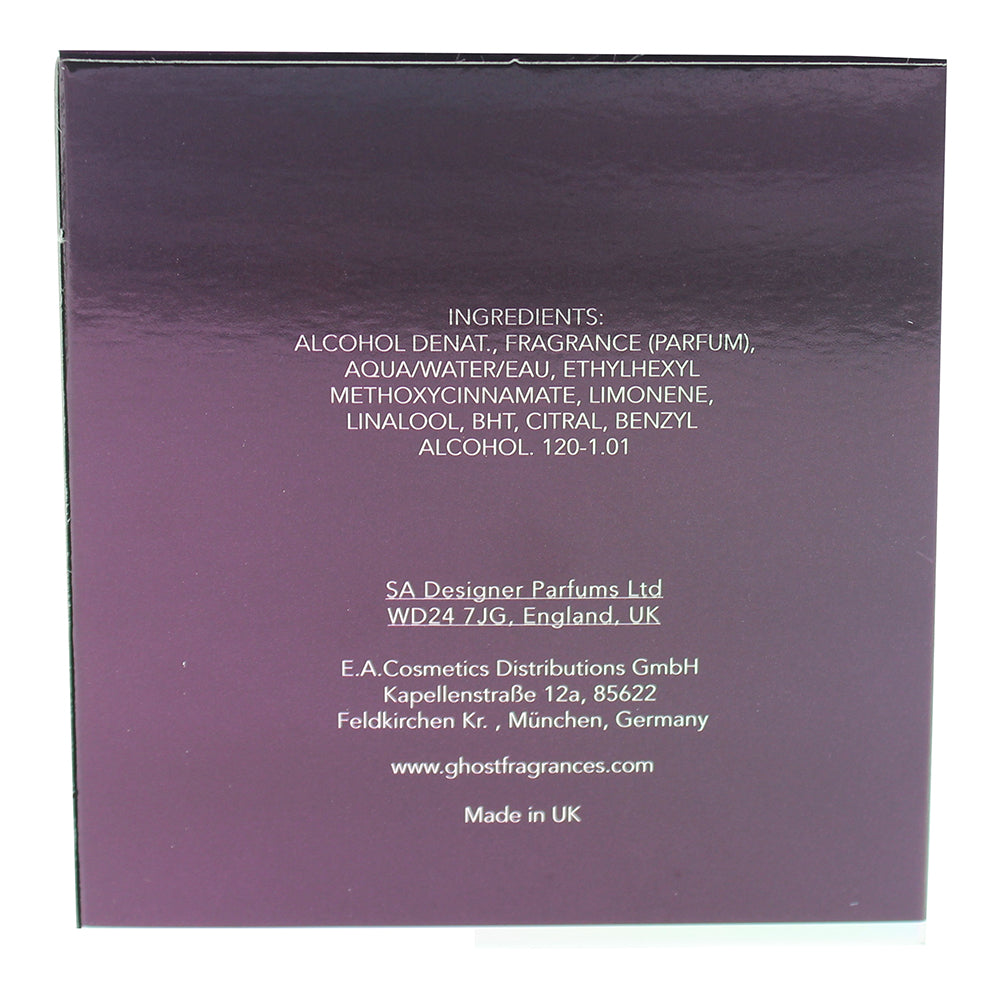 INGREDIENTS:
ALCOHOL DENAT., FRAGRANCE (PARFUM),
AQUA/WATER/EAU, ETHYLHEXYL
METHOXYCINNAMATE, LIMONENE,
LINALOOL, BHT, CITRAL, BENZYL
ALCOHOL. 120-1.01
SA Designer Parfums Ltd
WD24 7JG, England, UK
E.A.Cosmetics Distributions GmbH
Kapellenstraße 12a, 85622
Feldkirchen Kr. , München, Germany
www.ghostfragrances.com
Made in UK